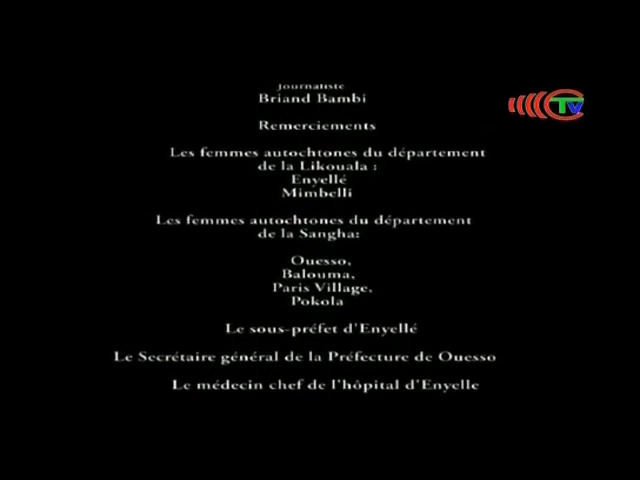 Journaliste
Briand Bambi
Remerciements
Les femmes autochtones du département
de la Likouala :
Enyellé
Mimbelli
Les femmes autochtones du département
de la Sangha:
Ouesso,
Balouma,
Paris Village,
Pokola
Le sous-préfet d'Enyellé
Le Secrétaire général de la Préfecture de Ouesso
Le médecin chef de l'hôpital d'Enyelle
TV